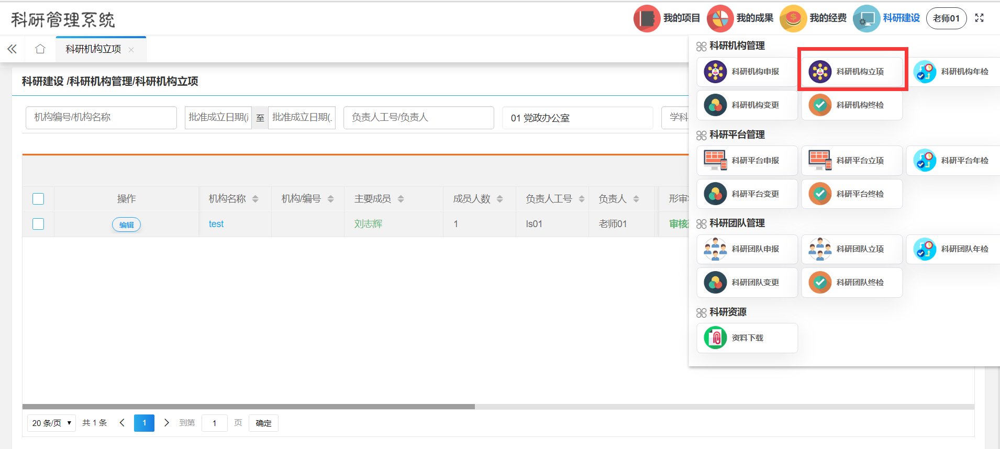 科研管理系统
我的项目 我的成果 我的经费 科研建设 老师01
科研机构立项
科研建设 /科研机构管理/科研机构立项
机构编号/机构名称 批准成立日期( 至 批准成立日期(. 负责人工号/负责人 01 党政办公室 学科
操作 机构名称 机构/编号 主要成员 成员人数 负责人工号 负责人 形审
编辑 test 刘志辉 1 ls01 老师01 审核
20 条/页 共 1 条 1 到第 1 页 确定
科研机构管理
科研机构申报 科研机构立项 科研机构年检
科研机构变更 科研机构终检
科研平台管理
科研平台申报 科研平台立项 科研平台年检
科研平台变更 科研平台终检
科研团队管理
科研团队申报 科研团队立项 科研团队年检
科研团队变更 科研团队终检
科研资源
资料下载